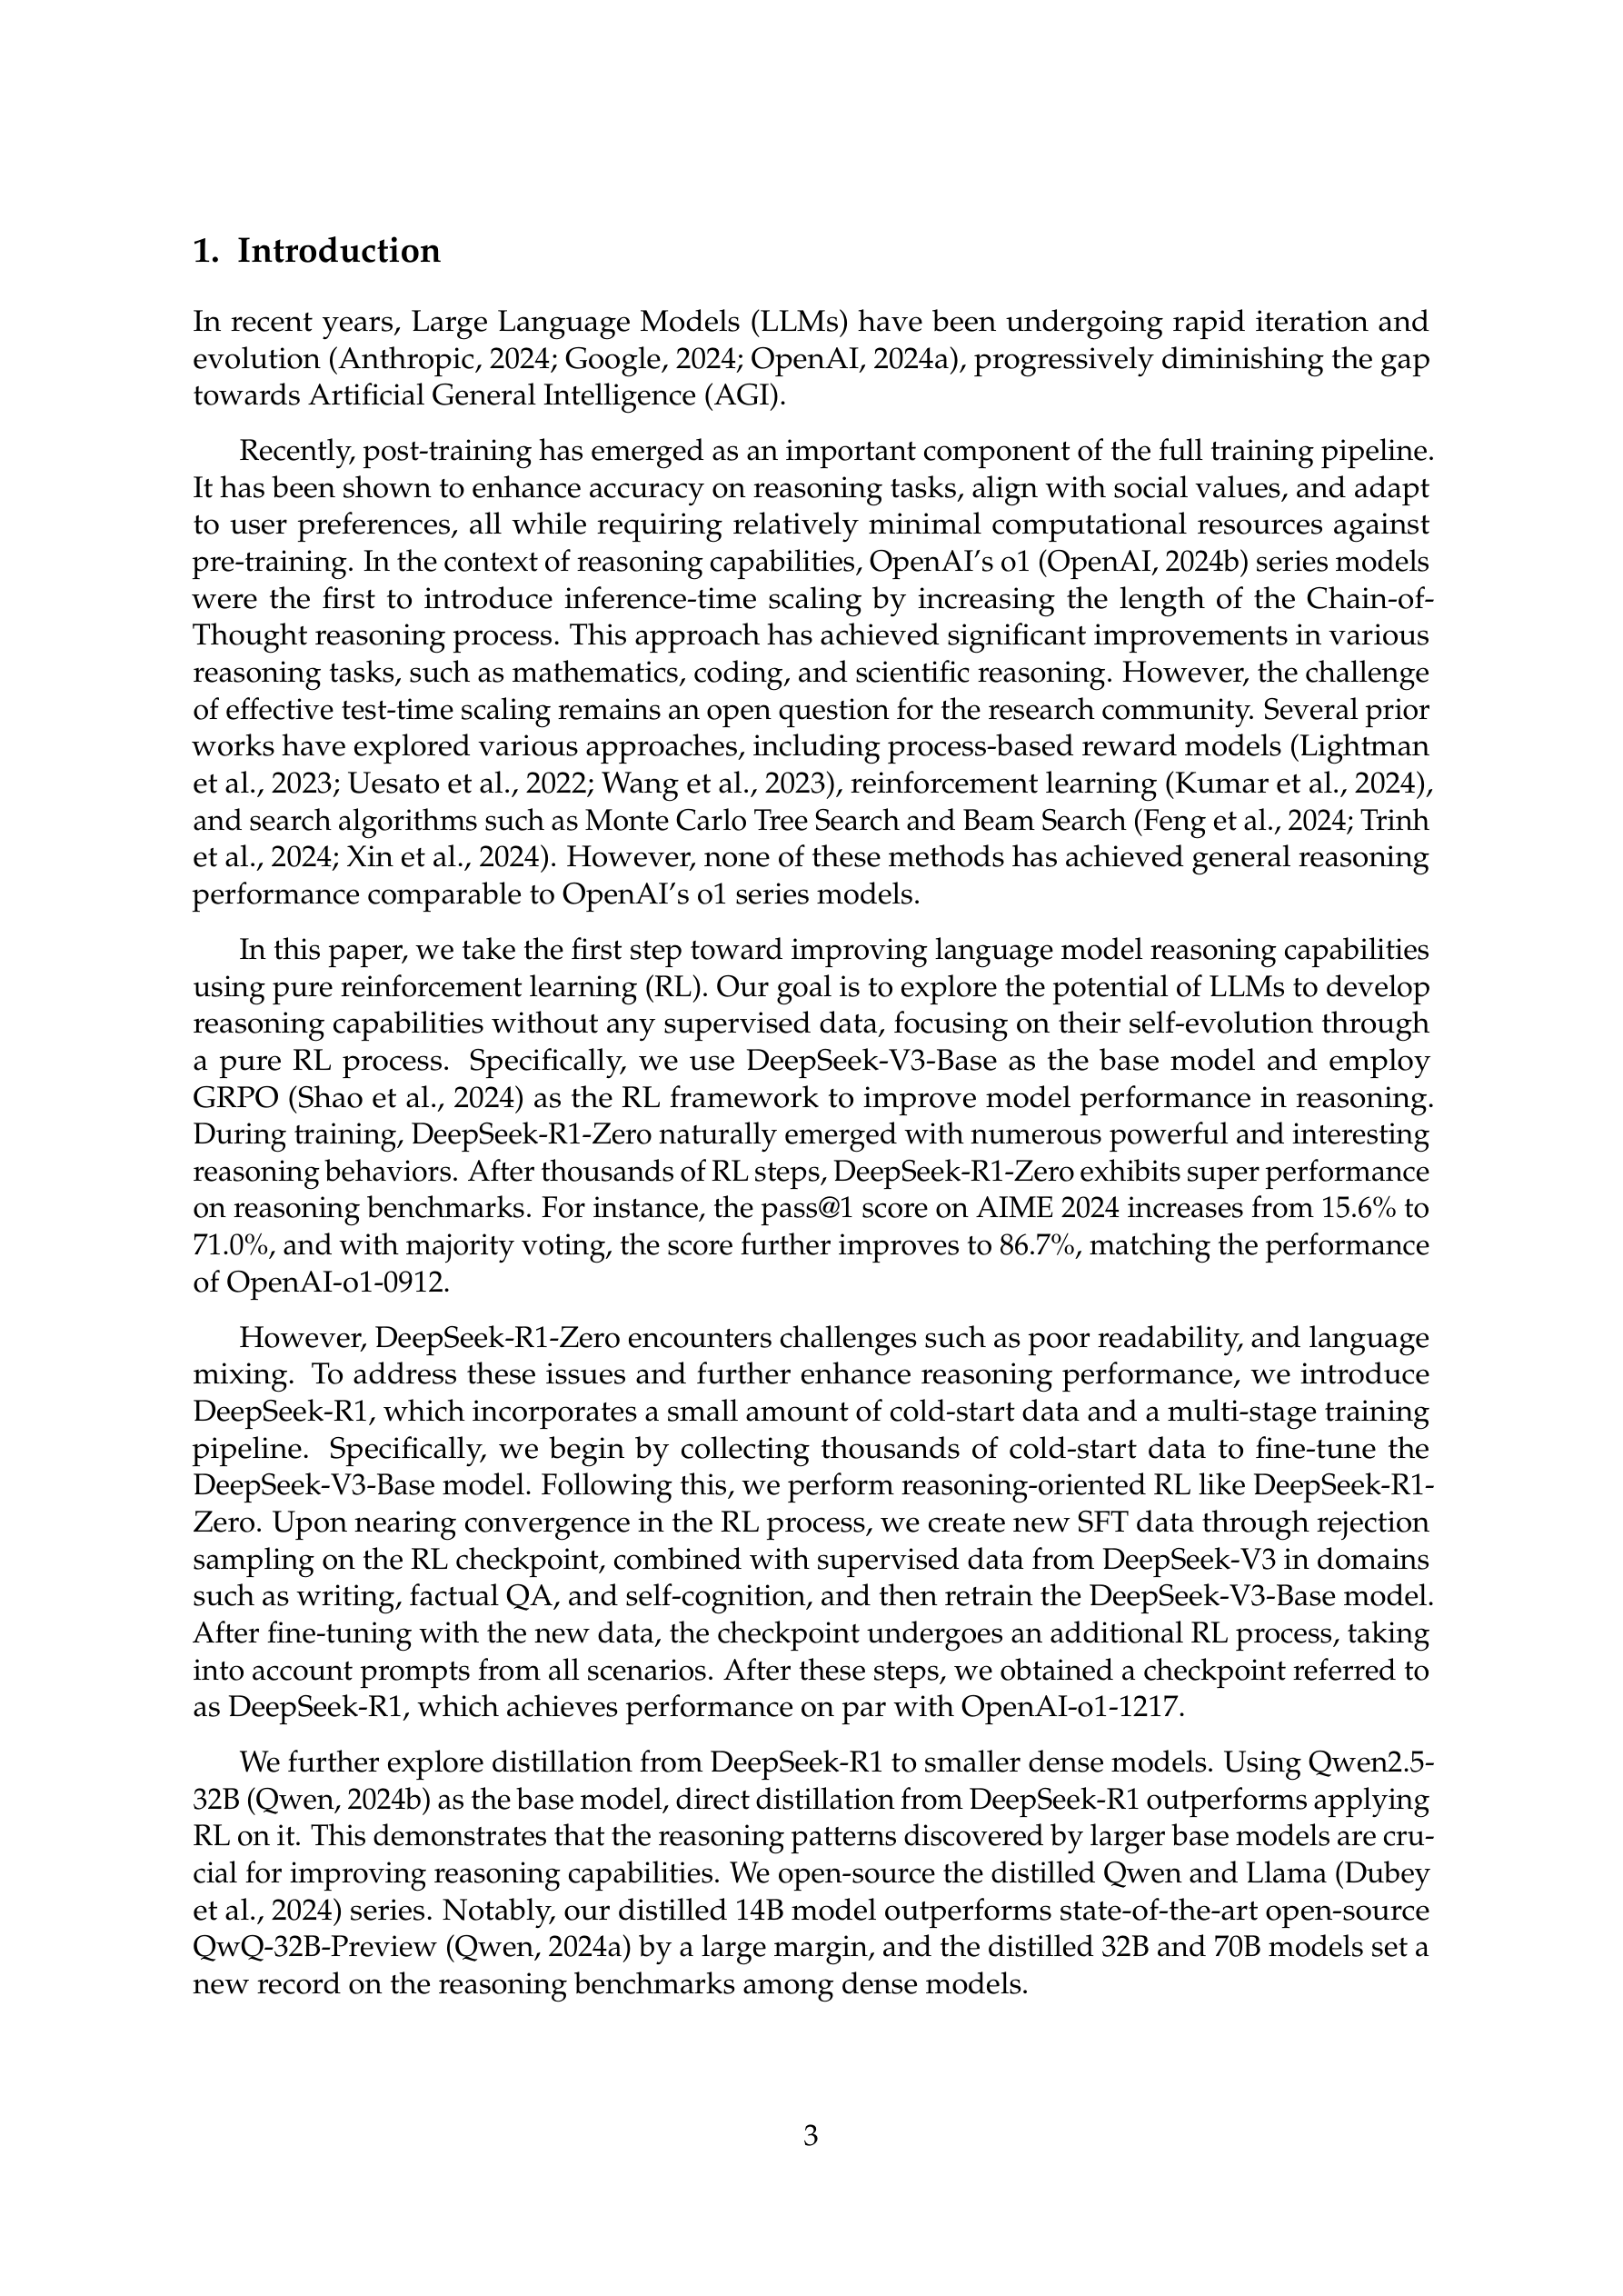 1. Introduction
In recent years, Large Language Models (LLMs) have been undergoing rapid iteration and
evolution (Anthropic, 2024; Google, 2024; OpenAI, 2024a), progressively diminishing the gap
towards Artificial General Intelligence (AGI).
Recently, post-training has emerged as an important component of the full training pipeline.
It has been shown to enhance accuracy on reasoning tasks, align with social values, and adapt
to user preferences, all while requiring relatively minimal computational resources against
pre-training. In the context of reasoning capabilities, OpenAI's o1 (OpenAI, 2024b) series models
were the first to introduce inference-time scaling by increasing the length of the Chain-of-
Thought reasoning process. This approach has achieved significant improvements in various
reasoning tasks, such as mathematics, coding, and scientific reasoning. However, the challenge
of effective test-time scaling remains an open question for the research community. Several prior
works have explored various approaches, including process-based reward models (Lightman
et al., 2023; Uesato et al., 2022; Wang et al., 2023), reinforcement learning (Kumar et al., 2024),
and search algorithms such as Monte Carlo Tree Search and Beam Search (Feng et al., 2024; Trinh
et al., 2024; Xin et al., 2024). However, none of these methods has achieved general reasoning
performance comparable to OpenAI's o1 series models.
In this paper, we take the first step toward improving language model reasoning capabilities
using pure reinforcement learning (RL). Our goal is to explore the potential of LLMs to develop
reasoning capabilities without any supervised data, focusing on their self-evolution through
a pure RL process. Specifically, we use DeepSeek-V3-Base as the base model and employ
GRPO (Shao et al., 2024) as the RL framework to improve model performance in reasoning.
During training, DeepSeek-R1-Zero naturally emerged with numerous powerful and interesting
reasoning behaviors. After thousands of RL steps, DeepSeek-R1-Zero exhibits super performance
on reasoning benchmarks. For instance, the pass@1 score on AIME 2024 increases from 15.6% to
71.0%, and with majority voting, the score further improves to 86.7%, matching the performance
of OpenAI-o1-0912.
However, DeepSeek-R1-Zero encounters challenges such as poor readability, and language
mixing. To address these issues and further enhance reasoning performance, we introduce
DeepSeek-R1, which incorporates a small amount of cold-start data and a multi-stage training
pipeline. Specifically, we begin by collecting thousands of cold-start data to fine-tune the
DeepSeek-V3-Base model. Following this, we perform reasoning-oriented RL like DeepSeek-R1-
Zero. Upon nearing convergence in the RL process, we create new SFT data through rejection
sampling on the RL checkpoint, combined with supervised data from DeepSeek-V3 in domains
such as writing, factual QA, and self-cognition, and then retrain the DeepSeek-V3-Base model.
After fine-tuning with the new data, the checkpoint undergoes an additional RL process, taking
into account prompts from all scenarios. After these steps, we obtained a checkpoint referred to
as DeepSeek-R1, which achieves performance on par with OpenAI-o1-1217.
We further explore distillation from DeepSeek-R1 to smaller dense models. Using Qwen2.5-
32B (Qwen, 2024b) as the base model, direct distillation from DeepSeek-R1 outperforms applying
RL on it. This demonstrates that the reasoning patterns discovered by larger base models are cru-
cial for improving reasoning capabilities. We open-source the distilled Qwen and Llama (Dubey
et al., 2024) series. Notably, our distilled 14B model outperforms state-of-the-art open-source
QwQ-32B-Preview (Qwen, 2024a) by a large margin, and the distilled 32B and 70B models set a
new record on the reasoning benchmarks among dense models.
3